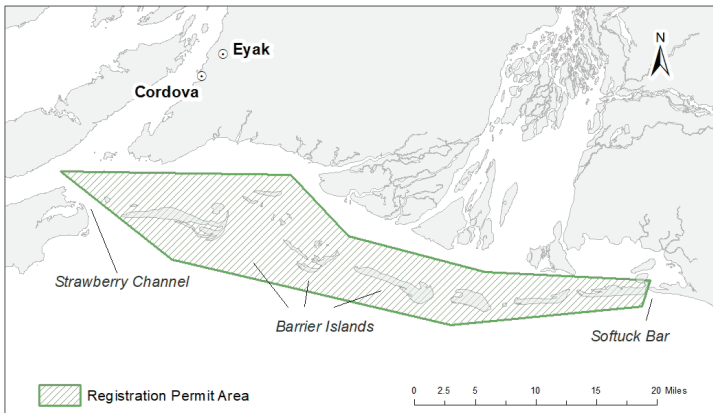 N
Eyak
Cordova
Strawberry Channel
Barrier Islands
Softuck Bar
Registration Permit Area
0 2.5 5 10 15 20 Miles